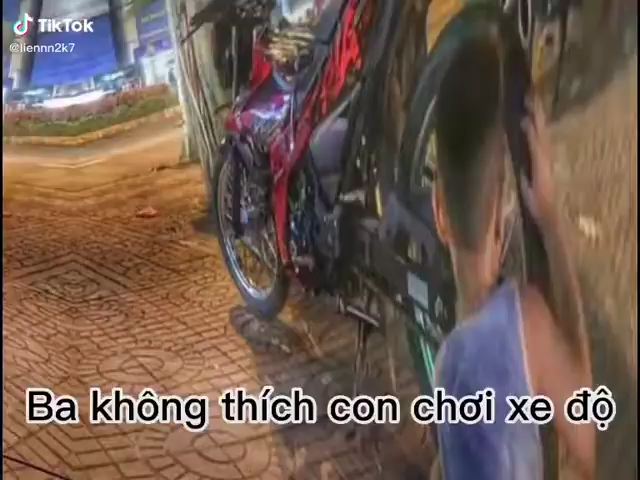 TikTok
@liennn2k7
Ba không thích con chơi xe độ